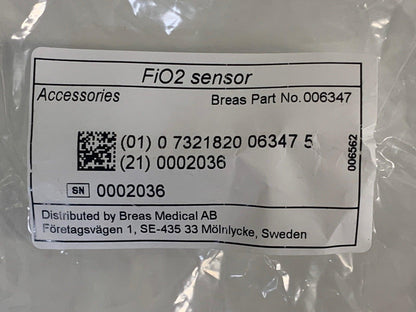 FiO2 sensor
Accessories Breas Part No. 006347
(01) 0 7321820 06347 5
(21) 0002036
006562
SN 0002036
Distributed by Breas Medical AB
Företagsvägen 1, SE-435 33 Mölnlycke, Sweden